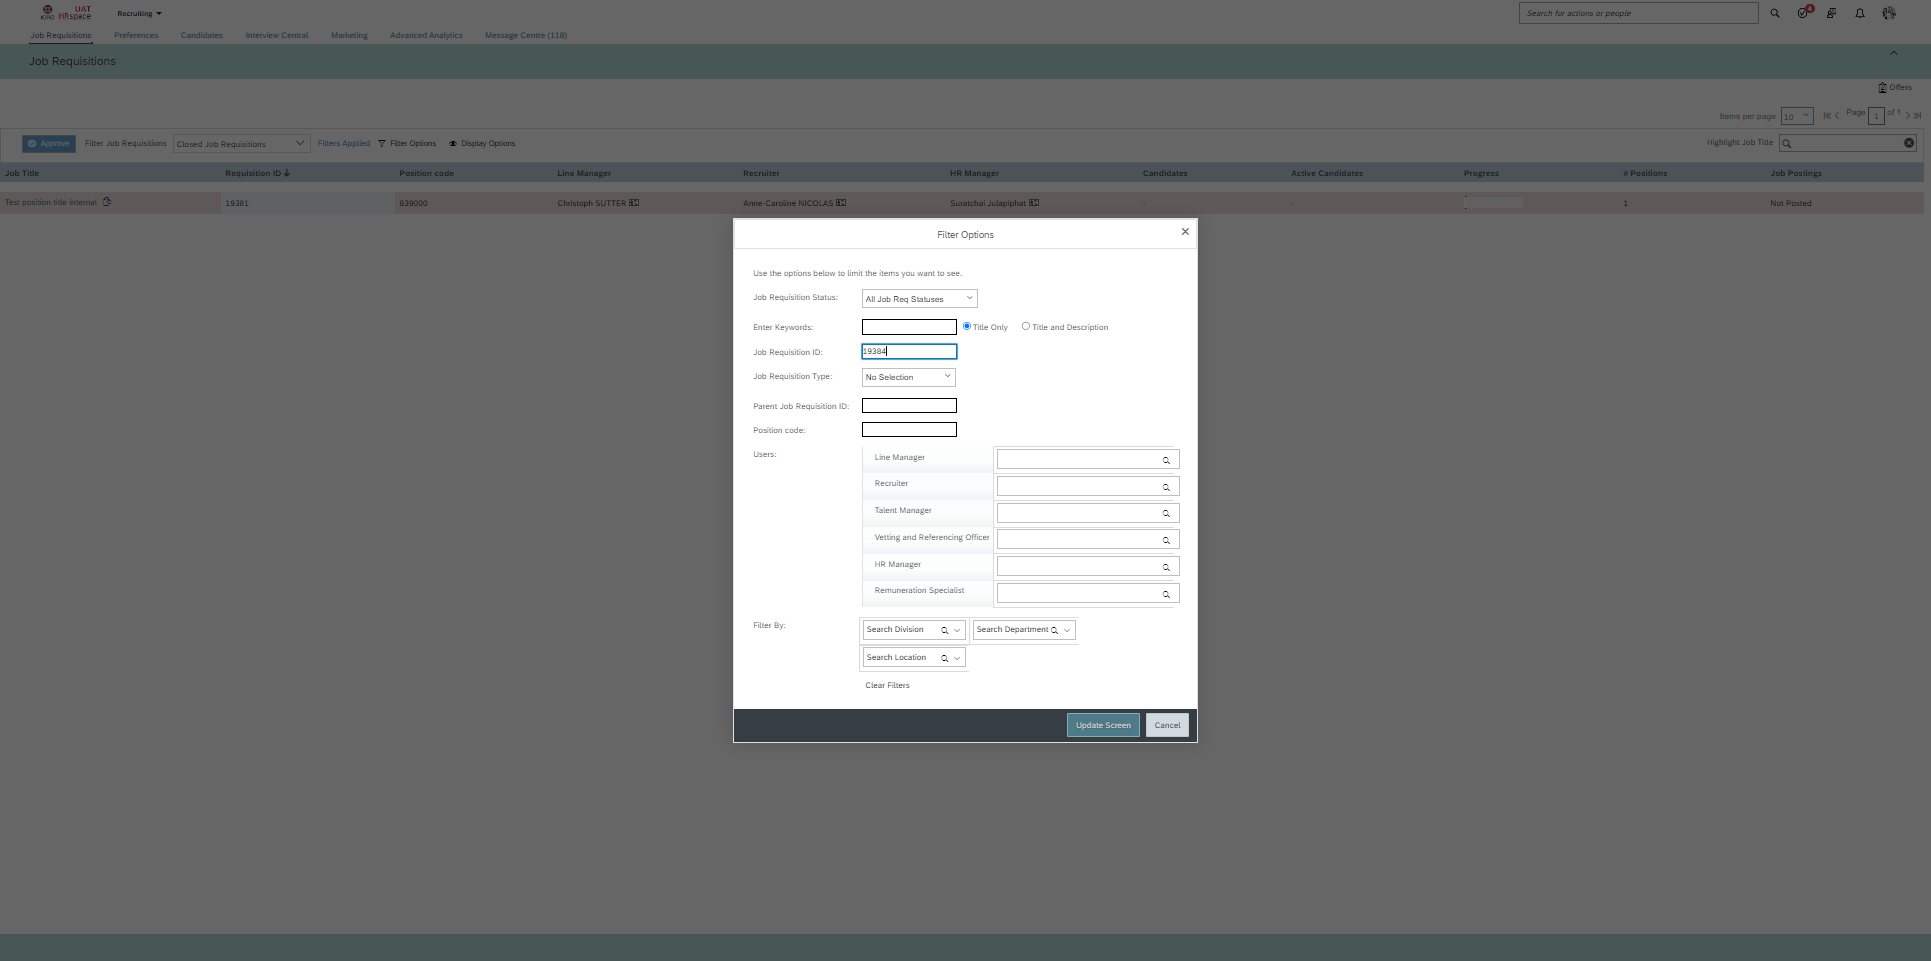 UAT
ICRC HRspace
Recruiting
Search for actions or people
4
Job Requisitions Preferences Candidates Interview Central Marketing Advanced Analytics Message Centre (118)
Job Requisitions
Offers
Items per page 10 Page 1 of 1
Approve Filter Job Requisitions Closed Job Requisitions Filters Applied Filter Options Display Options Highlight Job Title
Job Title Requisition ID Position code Line Manager Recruiter HR Manager Candidates Active Candidates Progress # Positions Job Postings
Test position title internal 19381 839000 Christoph SUTTER Anne Caroline NICOLAS Suratchai Julapiphat - - 1 Not Posted
Filter Options
Use the options below to limit the items you want to see.
Job Requisition Status: All Job Req Statuses
Enter Keywords: Title Only Title and Description
Job Requisition ID: 19384
Job Requisition Type: No Selection
Parent Job Requisition ID:
Position code:
Users:
Line Manager
Recruiter
Talent Manager
Vetting and Referencing Officer
HR Manager
Remuneration Specialist
Filter By: Search Division Search Department
Search Location
Clear Filters
Update Screen Cancel